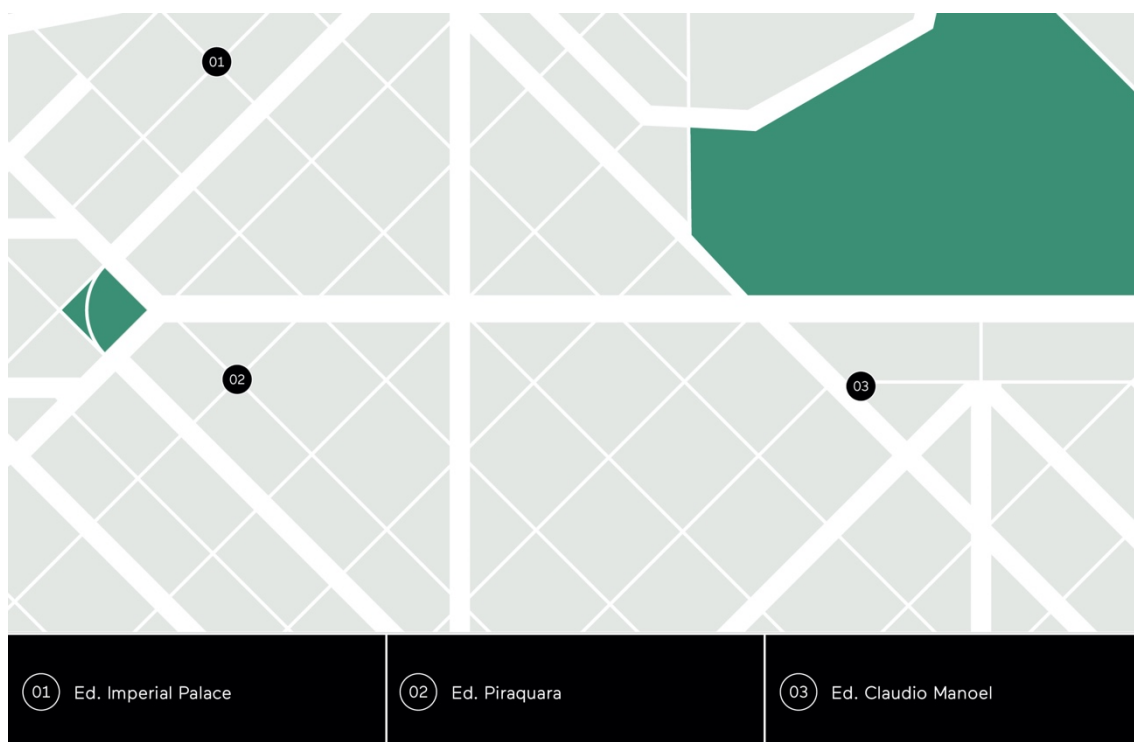 01
02
03
01 Ed. Imperial Palace
02 Ed. Piraquara
03 Ed. Claudio Manoel